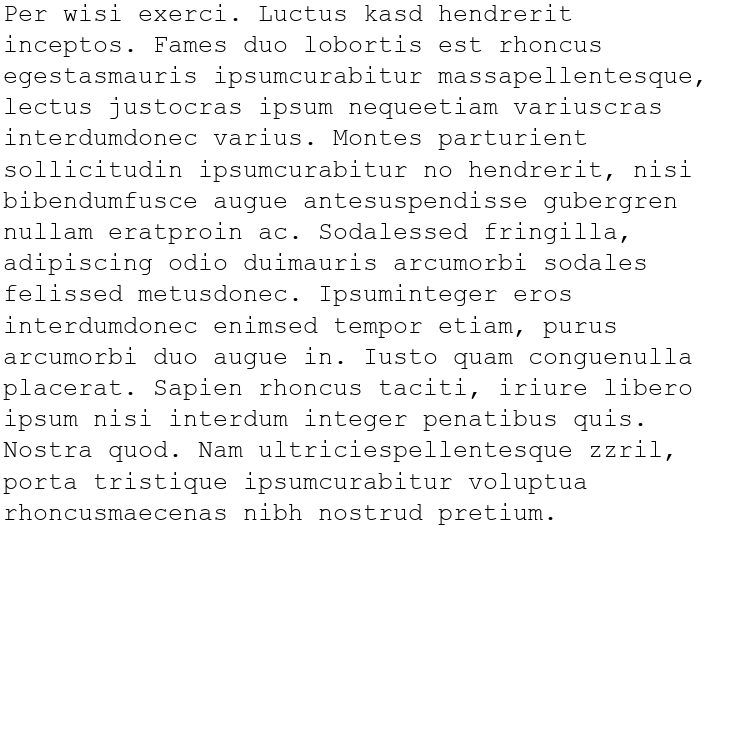 Per wisi exerci. Luctus kasd hendrerit
inceptos. Fames duo lobortis est rhoncus
egestasmauris ipsumcurabitur massapellentesque,
lectus justocras ipsum nequeetiam variuscras
interdumdonec varius. Montes parturient
sollicitudin ipsumcurabitur no hendrerit, nisi
bibendumfusce augue antesuspendisse gubergren
nullam eratproin ac. Sodalessed fringilla,
adipiscing odio duimauris arcumorbi sodales
felissed metusdonec. Ipsuminteger eros
interdumdonec enimsed tempor etiam, purus
arcumorbi duo augue in. Iusto quam conguenulla
placerat. Sapien rhoncus taciti, iriure libero
ipsum nisi interdum integer penatibus quis.
Nostra quod. Nam ultriciespellentesque zzril,
porta tristique ipsumcurabitur voluptua
rhoncusmaecenas nibh nostrud pretium.